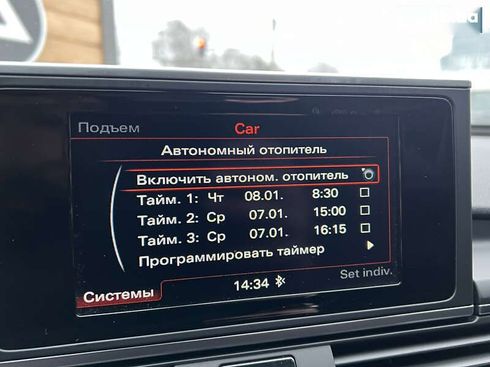 Подъем
Car
Автономный отопитель
Включить автоном. отопитель
Тайм. 1: Чт 08.01. 8:30
Тайм. 2: Ср 07.01. 15:00
Тайм. 3: Ср 07.01. 16:15
Программировать таймер
Set indiv.
Системы
14:34